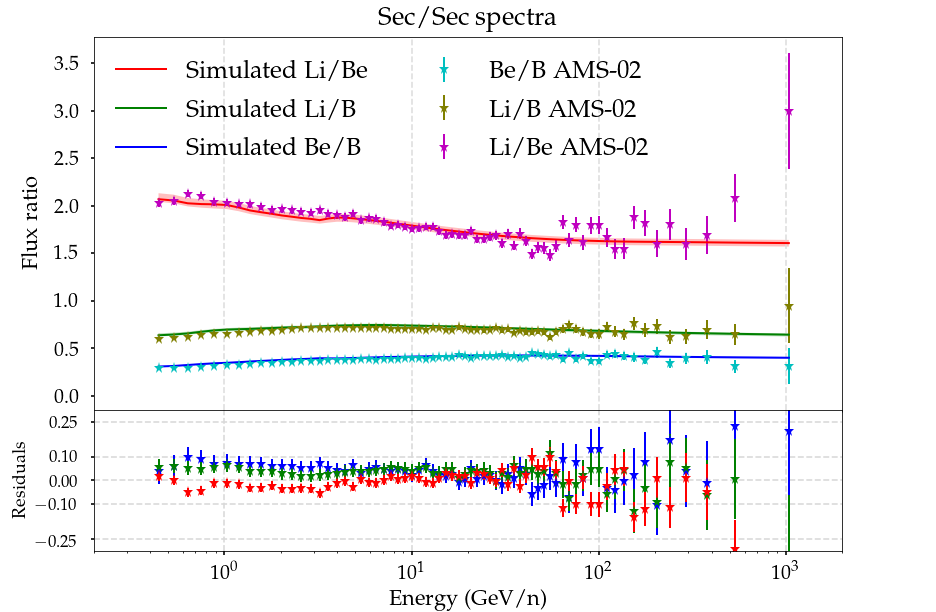 Sec/Sec spectra
Flux ratio
3.5
3.0
2.5
2.0
1.5
1.0
0.5
0.0
Simulated Li/Be
Simulated Li/B
Simulated Be/B
Be/B AMS-02
Li/B AMS-02
Li/Be AMS-02
Residuals
0.25
0.10
0.00
−0.10
−0.25
10⁰
10¹
10²
10³
Energy (GeV/n)